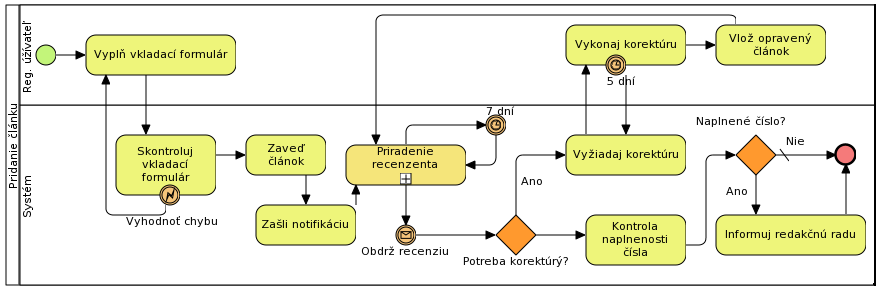 Pridanie článku
Reg. úžívateľ
Systém
Vyplň vkladací formulár
Vykonaj korektúru
Vlož opravený
článok
5 dní
7 dní
Skontroluj
vkladací
formulár
Vyhodnoť chybu
Zaveď
článok
Zašli notifikáciu
Priradenie
recenzenta
Obdrž recenziu
Potreba korektúrý?
Ano
Vyžiadaj korektúru
Kontrola
naplnenosti
čísla
Naplnené číslo?
Nie
Ano
Informuj redakčnú radu